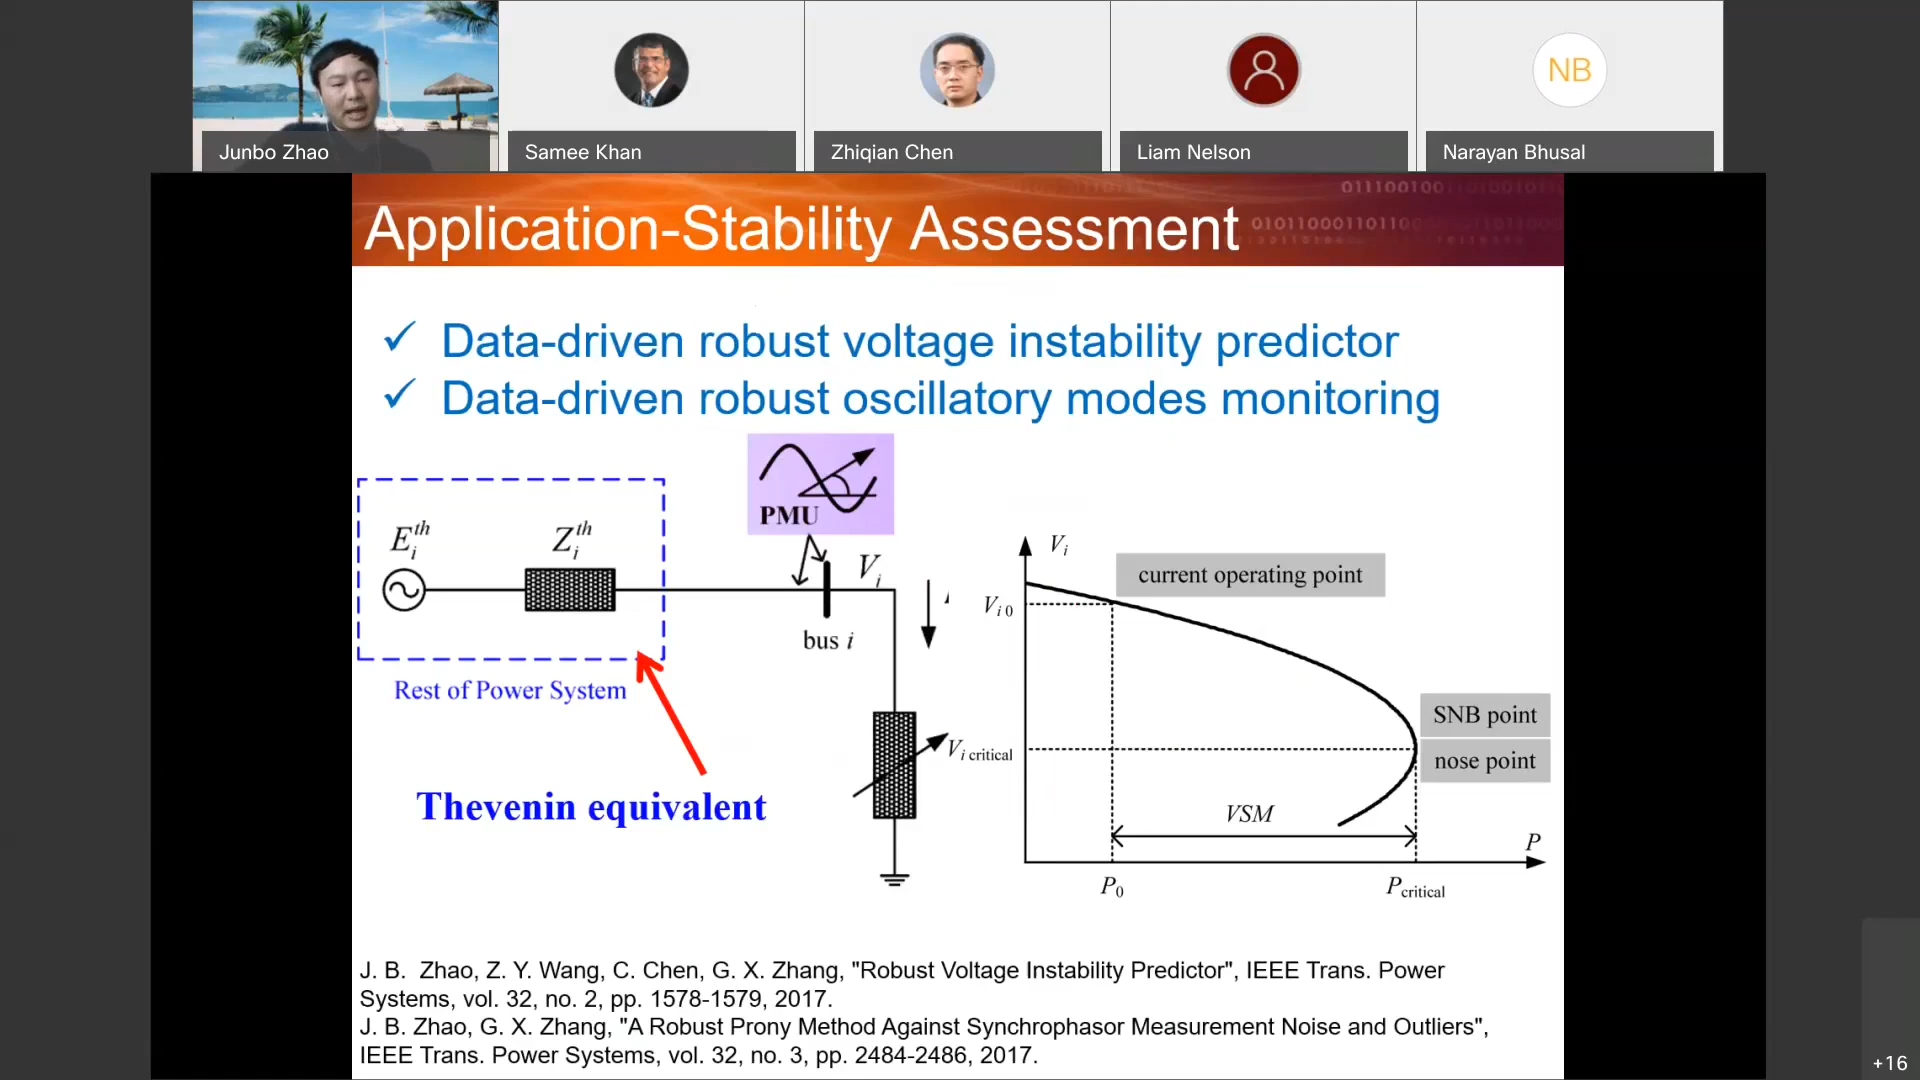 NB
Junbo Zhao
Samee Khan
Zhiqian Chen
Liam Nelson
Narayan Bhusal
Application-Stability Assessment
✓ Data-driven robust voltage instability predictor
✓ Data-driven robust oscillatory modes monitoring
PMU
E_i^th
Z_i^th
V_i
bus i
Rest of Power System
Thevenin equivalent
V_i
current operating point
V_i 0
SNB point
V_i critical
nose point
VSM
P
P_0
P_critical
J. B. Zhao, Z. Y. Wang, C. Chen, G. X. Zhang, "Robust Voltage Instability Predictor", IEEE Trans. Power
Systems, vol. 32, no. 2, pp. 1578-1579, 2017.
J. B. Zhao, G. X. Zhang, "A Robust Prony Method Against Synchrophasor Measurement Noise and Outliers",
IEEE Trans. Power Systems, vol. 32, no. 3, pp. 2484-2486, 2017.
+16